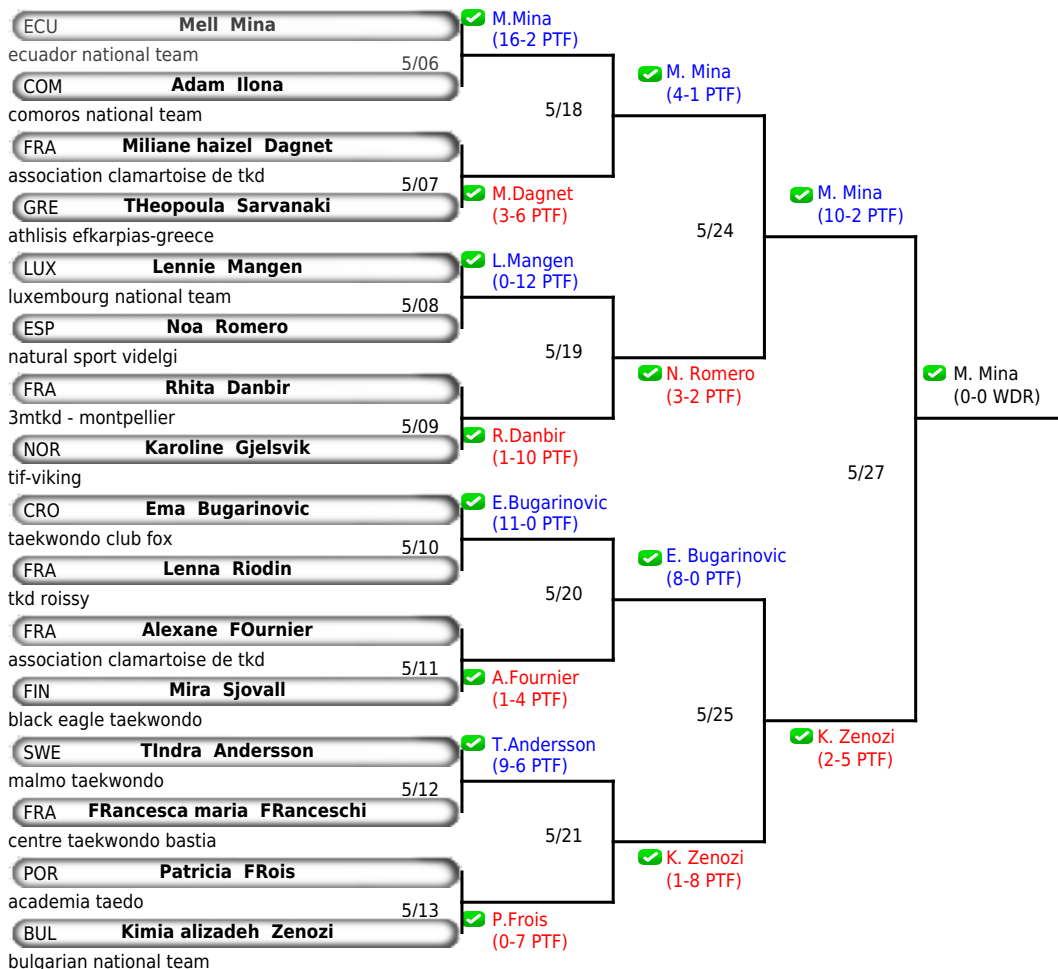 ECU Mell Mina
ecuador national team
5/06
COM Adam Ilona
comoros national team
FRA Miliane haizel Dagnet
association clamartoise de tkd
5/07
GRE THeopoula Sarvanaki
athlisis efkarpias-greece
LUX Lennie Mangen
luxembourg national team
5/08
ESP Noa Romero
natural sport videlgi
FRA Rhita Danbir
3mtkd - montpellier
5/09
NOR Karoline Gjelsvik
tif-viking
CRO Ema Bugarinovic
taekwondo club fox
5/10
FRA Lenna Riodin
tkd roissy
FRA Alexane FOurnier
association clamartoise de tkd
5/11
FIN Mira Sjovall
black eagle taekwondo
SWE TIndra Andersson
malmo taekwondo
5/12
FRA FRancesca maria FRanceschi
centre taekwondo bastia
POR Patricia FRois
academia taedo
5/13
BUL Kimia alizadeh Zenozi
bulgarian national team
M.Mina
(16-2 PTF)
5/18
M.Dagnet
(3-6 PTF)
L.Mangen
(0-12 PTF)
5/19
R.Danbir
(1-10 PTF)
E.Bugarinovic
(11-0 PTF)
5/20
A.Fournier
(1-4 PTF)
T.Andersson
(9-6 PTF)
5/21
P.Frois
(0-7 PTF)
M. Mina
(4-1 PTF)
5/24
N. Romero
(3-2 PTF)
E. Bugarinovic
(8-0 PTF)
5/25
K. Zenozi
(1-8 PTF)
M. Mina
(10-2 PTF)
5/27
K. Zenozi
(2-5 PTF)
M. Mina
(0-0 WDR)